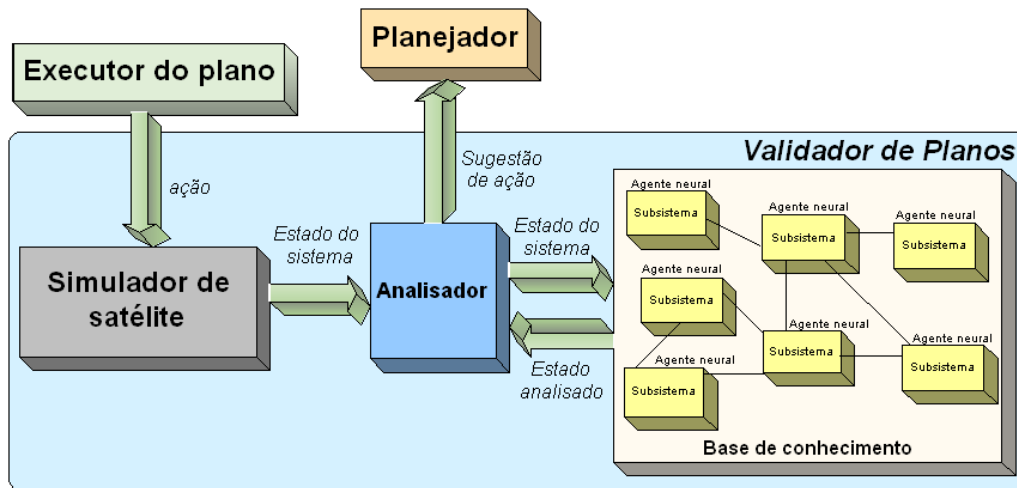 Planejador
Executor do plano
Validador de Planos
ação
Sugestão
de ação
Estado do
sistema
Simulador de
satélite
Analisador
Estado do
sistema
Estado
analisado
Agente neural
Subsistema
Agente neural
Subsistema
Agente neural
Subsistema
Agente neural
Subsistema
Agente neural
Subsistema
Agente neural
Subsistema
Agente neural
Subsistema
Base de conhecimento